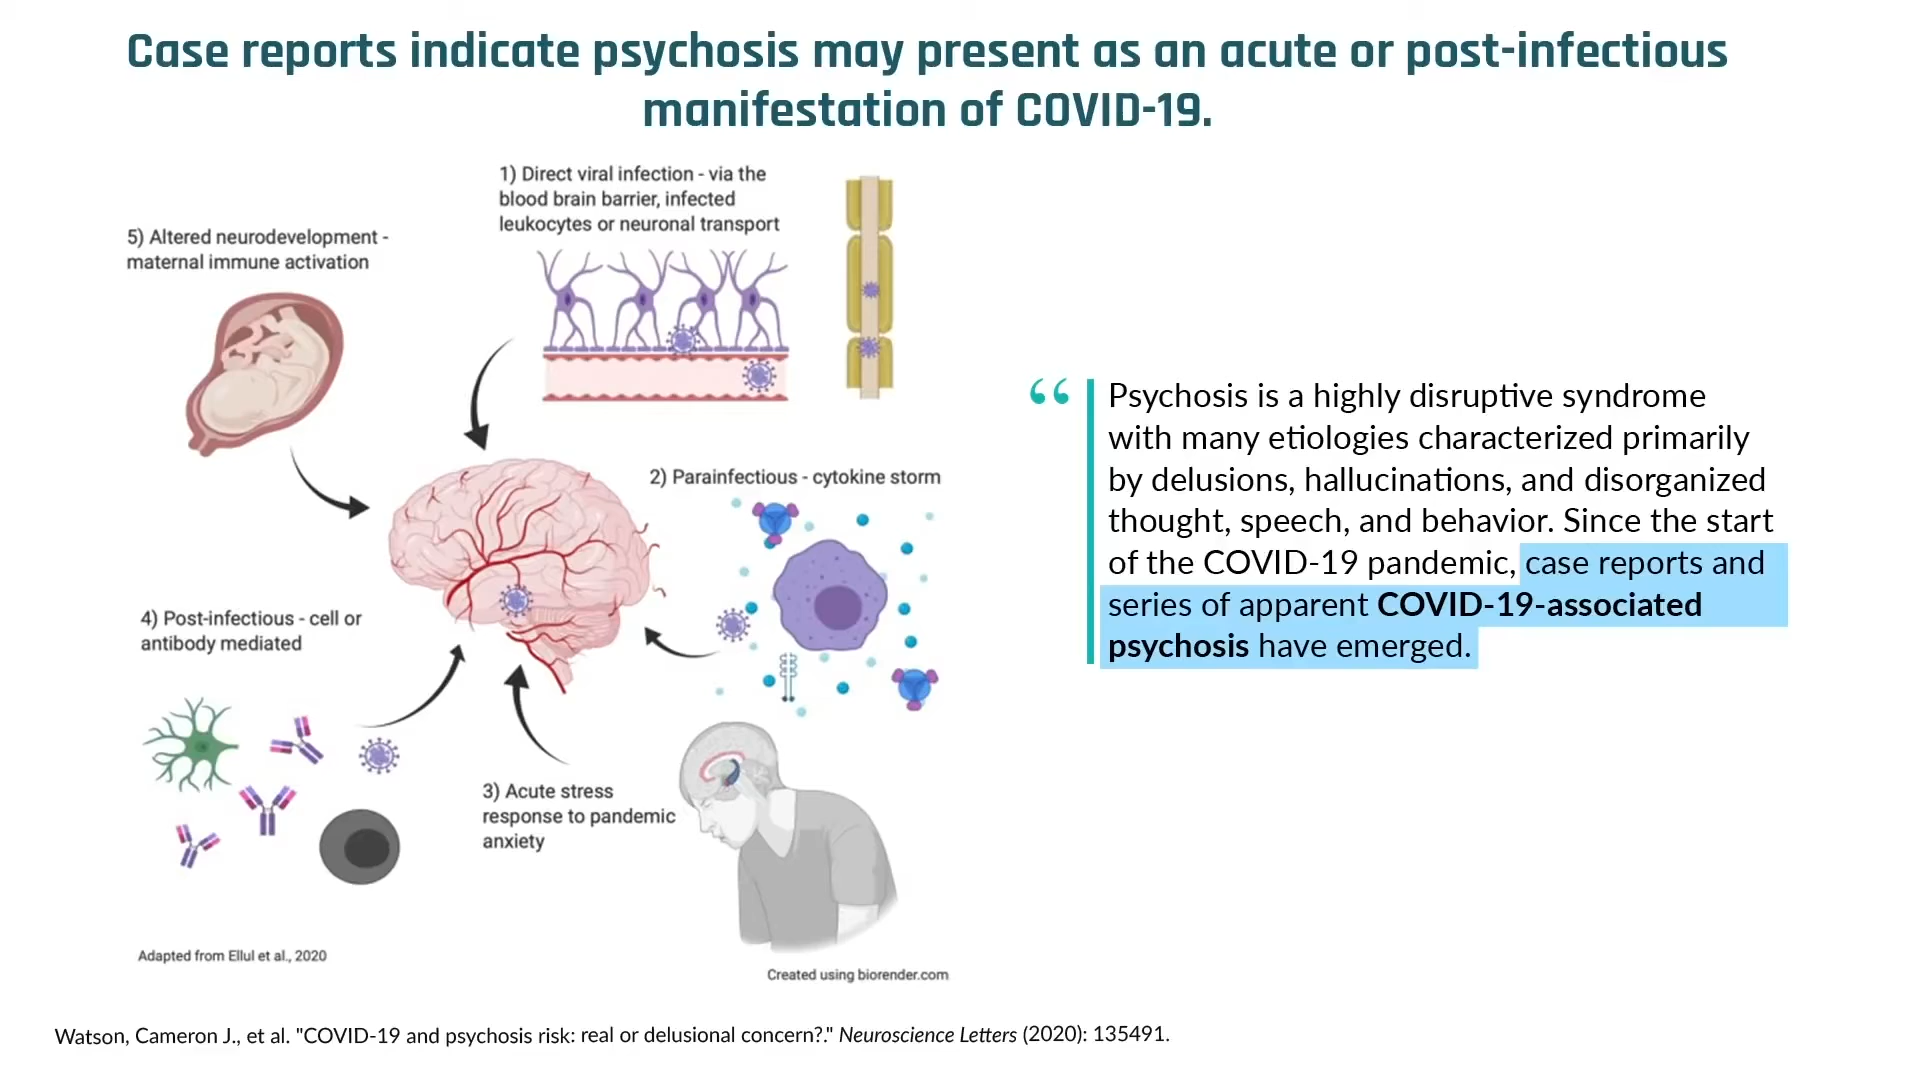 Case reports indicate psychosis may present as an acute or post-infectious
manifestation of COVID-19.
1) Direct viral infection - via the
blood brain barrier, infected
leukocytes or neuronal transport
5) Altered neurodevelopment -
maternal immune activation
2) Parainfectious - cytokine storm
4) Post-infectious - cell or
antibody mediated
3) Acute stress
response to pandemic
anxiety
Adapted from Ellul et al., 2020
Created using biorender.com
“
Psychosis is a highly disruptive syndrome
with many etiologies characterized primarily
by delusions, hallucinations, and disorganized
thought, speech, and behavior. Since the start
of the COVID-19 pandemic, case reports and
series of apparent COVID-19-associated
psychosis have emerged.
Watson, Cameron J., et al. "COVID-19 and psychosis risk: real or delusional concern?." Neuroscience Letters (2020): 135491.